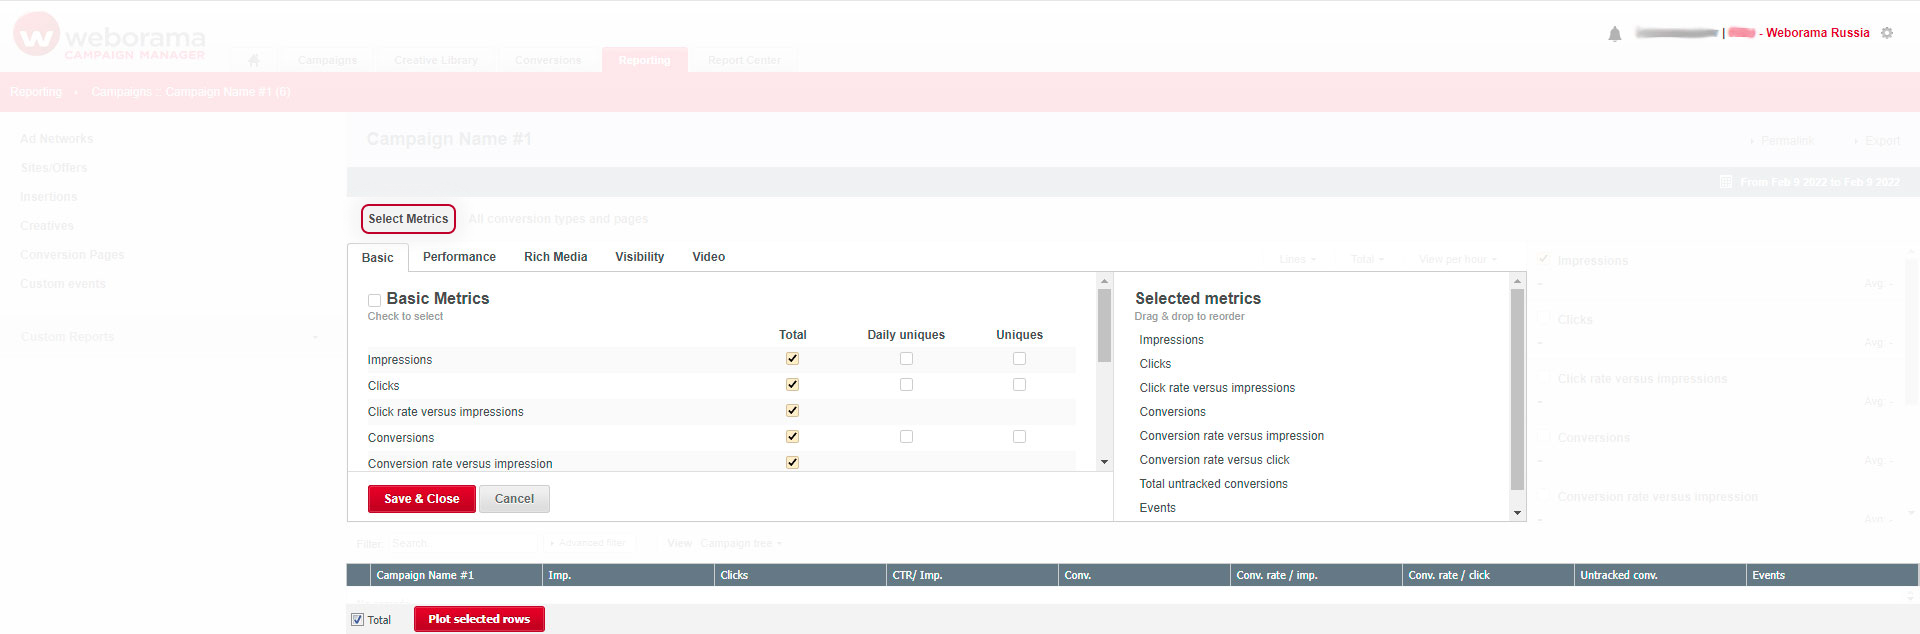 weborama
CAMPAIGN MANAGER
| - Weborama Russia
Campaigns Creative Library Conversions Reporting Report Center
Reporting Campaigns :: Campaign Name #1 (6)
Ad Networks
Sites/Offers
Insertions
Creatives
Conversion Pages
Custom events
Custom Reports
Campaign Name #1
Permalink Export
From Feb 9 2022 to Feb 9 2022
Select Metrics All conversion types and pages
Basic Performance Rich Media Visibility Video
Lines Total View per hour
Basic Metrics
Check to select
Total Daily uniques Uniques
Impressions
Clicks
Click rate versus impressions
Conversions
Conversion rate versus impression
Save & Close Cancel
Selected metrics
Drag & drop to reorder
Impressions
Clicks
Click rate versus impressions
Conversions
Conversion rate versus impression
Conversion rate versus click
Total untracked conversions
Events
Impressions
- Avg: -
Clicks
- Avg: -
Click rate versus impressions
- Avg: -
Conversions
- Avg: -
Conversion rate versus impression
- Avg: -
Filter: Search... Advanced filter View Campaign tree
Campaign Name #1 Imp. Clicks CTR/ Imp. Conv. Conv. rate / imp. Conv. rate / click Untracked conv. Events
Total Plot selected rows